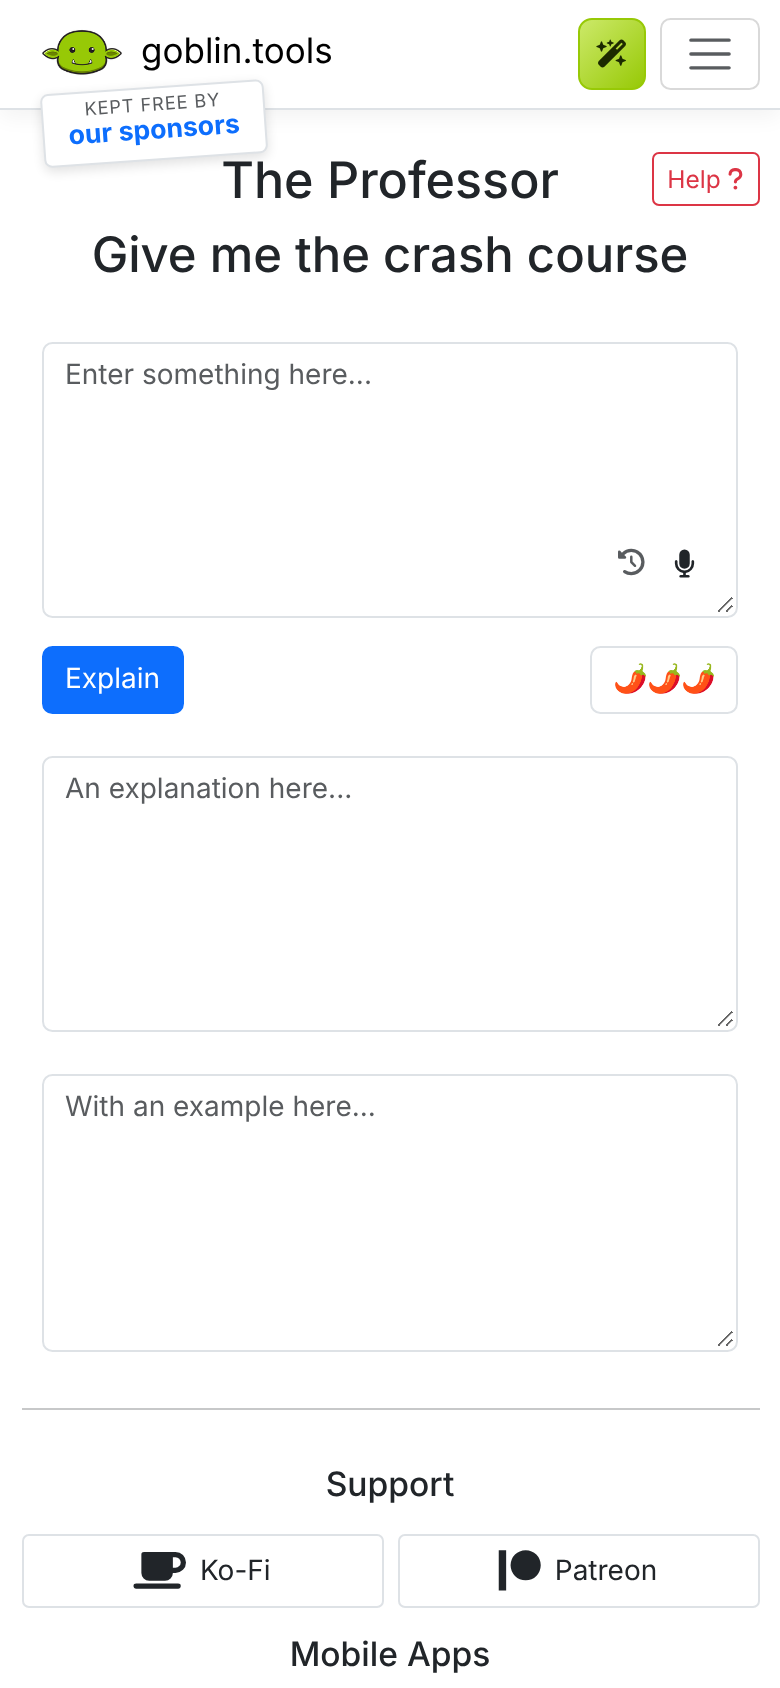 goblin.tools
KEPT FREE BY
our sponsors
The Professor
Help ?
Give me the crash course
Enter something here...
Explain
An explanation here...
With an example here...
Support
Ko-Fi
Patreon
Mobile Apps